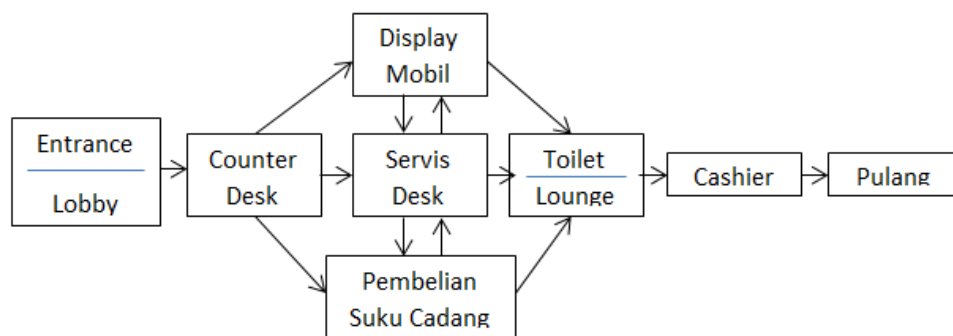 Entrance
Lobby
Counter
Desk
Display
Mobil
Servis
Desk
Pembelian
Suku Cadang
Toilet
Lounge
Cashier
Pulang